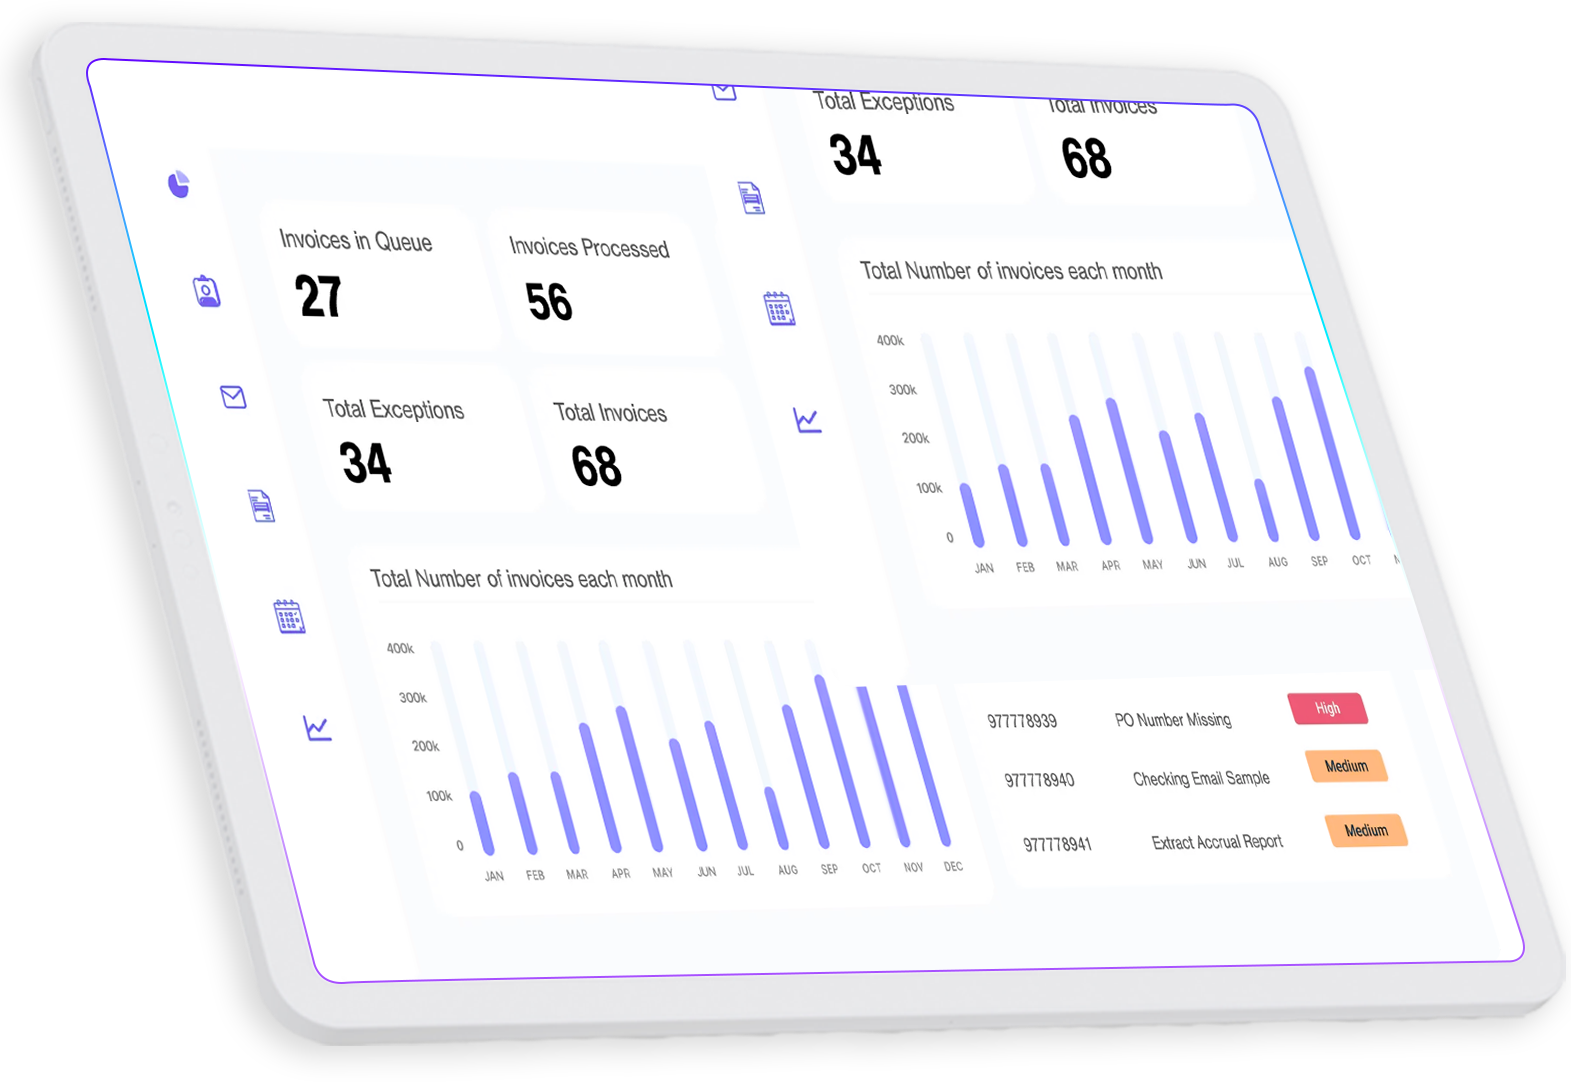 Total Exceptions
Total Invoices
34
68
Invoices in Queue
Invoices Processed
27
56
Total Number of invoices each month
400k
300k
200k
100k
0
JAN FEB MAR APR MAY JUN JUL AUG SEP OCT
Total Exceptions
Total Invoices
34
68
Total Number of invoices each month
400k
300k
200k
100k
0
JAN FEB MAR APR MAY JUN JUL AUG SEP OCT NOV DEC
977778939 PO Number Missing High
977778940 Checking Email Sample Medium
977778941 Extract Accrual Report Medium